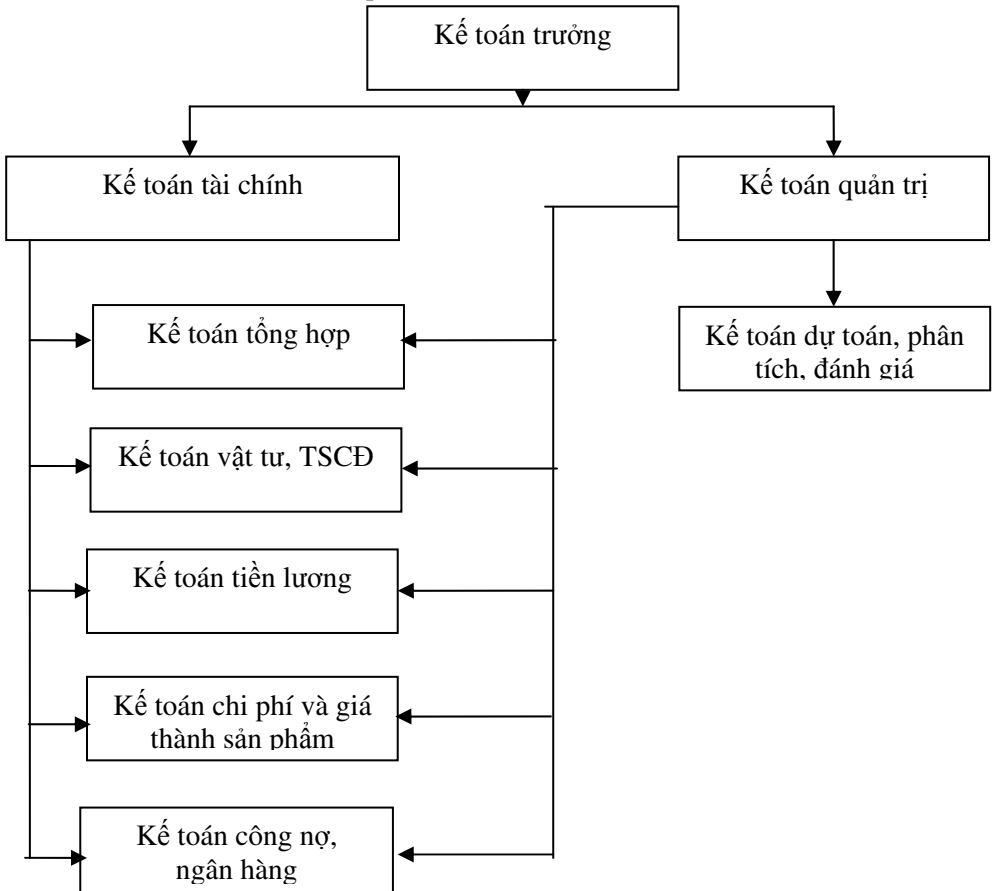 Kế toán trưởng
Kế toán tài chính
Kế toán quản trị
Kế toán tổng hợp
Kế toán dự toán, phân
tích, đánh giá
Kế toán vật tư, TSCĐ
Kế toán tiền lương
Kế toán chi phí và giá
thành sản phẩm
Kế toán công nợ,
ngân hàng